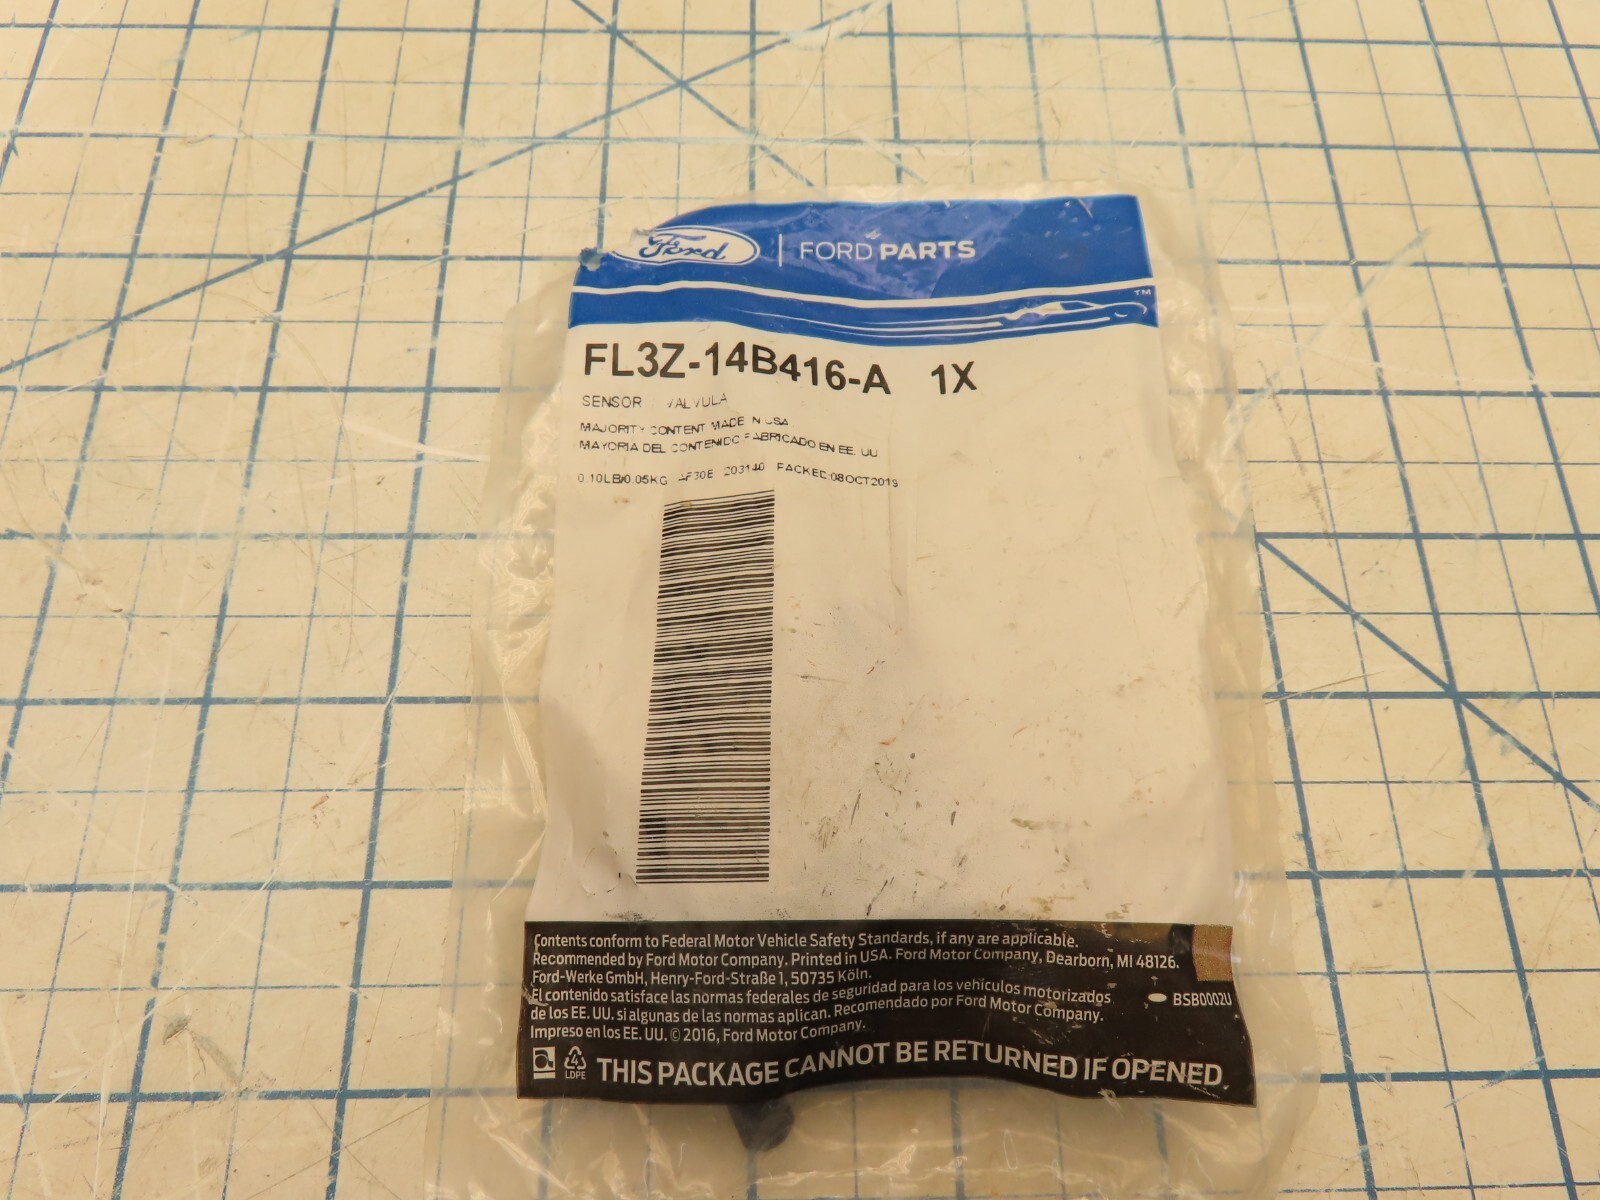 Ford | FORD PARTS
TM
FL3Z-14B416-A 1X
SENSOR VALVULA
MAJORITY CONTENT MADE IN USA
MAYORIA DEL CONTENIDO FABRICADO EN EE. UU
0.10LB/0.05KG AF30E 203140 PACKED:08OCT2019
Contents conform to Federal Motor Vehicle Safety Standards, if any are applicable.
Recommended by Ford Motor Company. Printed in USA. Ford Motor Company, Dearborn, MI 48126.
Ford-Werke GmbH, Henry-Ford-Straße 1, 50735 Köln.
El contenido satisface las normas federales de seguridad para los vehículos motorizados
de los EE. UU. si algunas de las normas aplican. Recomendado por Ford Motor Company.
Impreso en los EE. UU. © 2016, Ford Motor Company.
BSB0002U
4
LDPE
THIS PACKAGE CANNOT BE RETURNED IF OPENED.